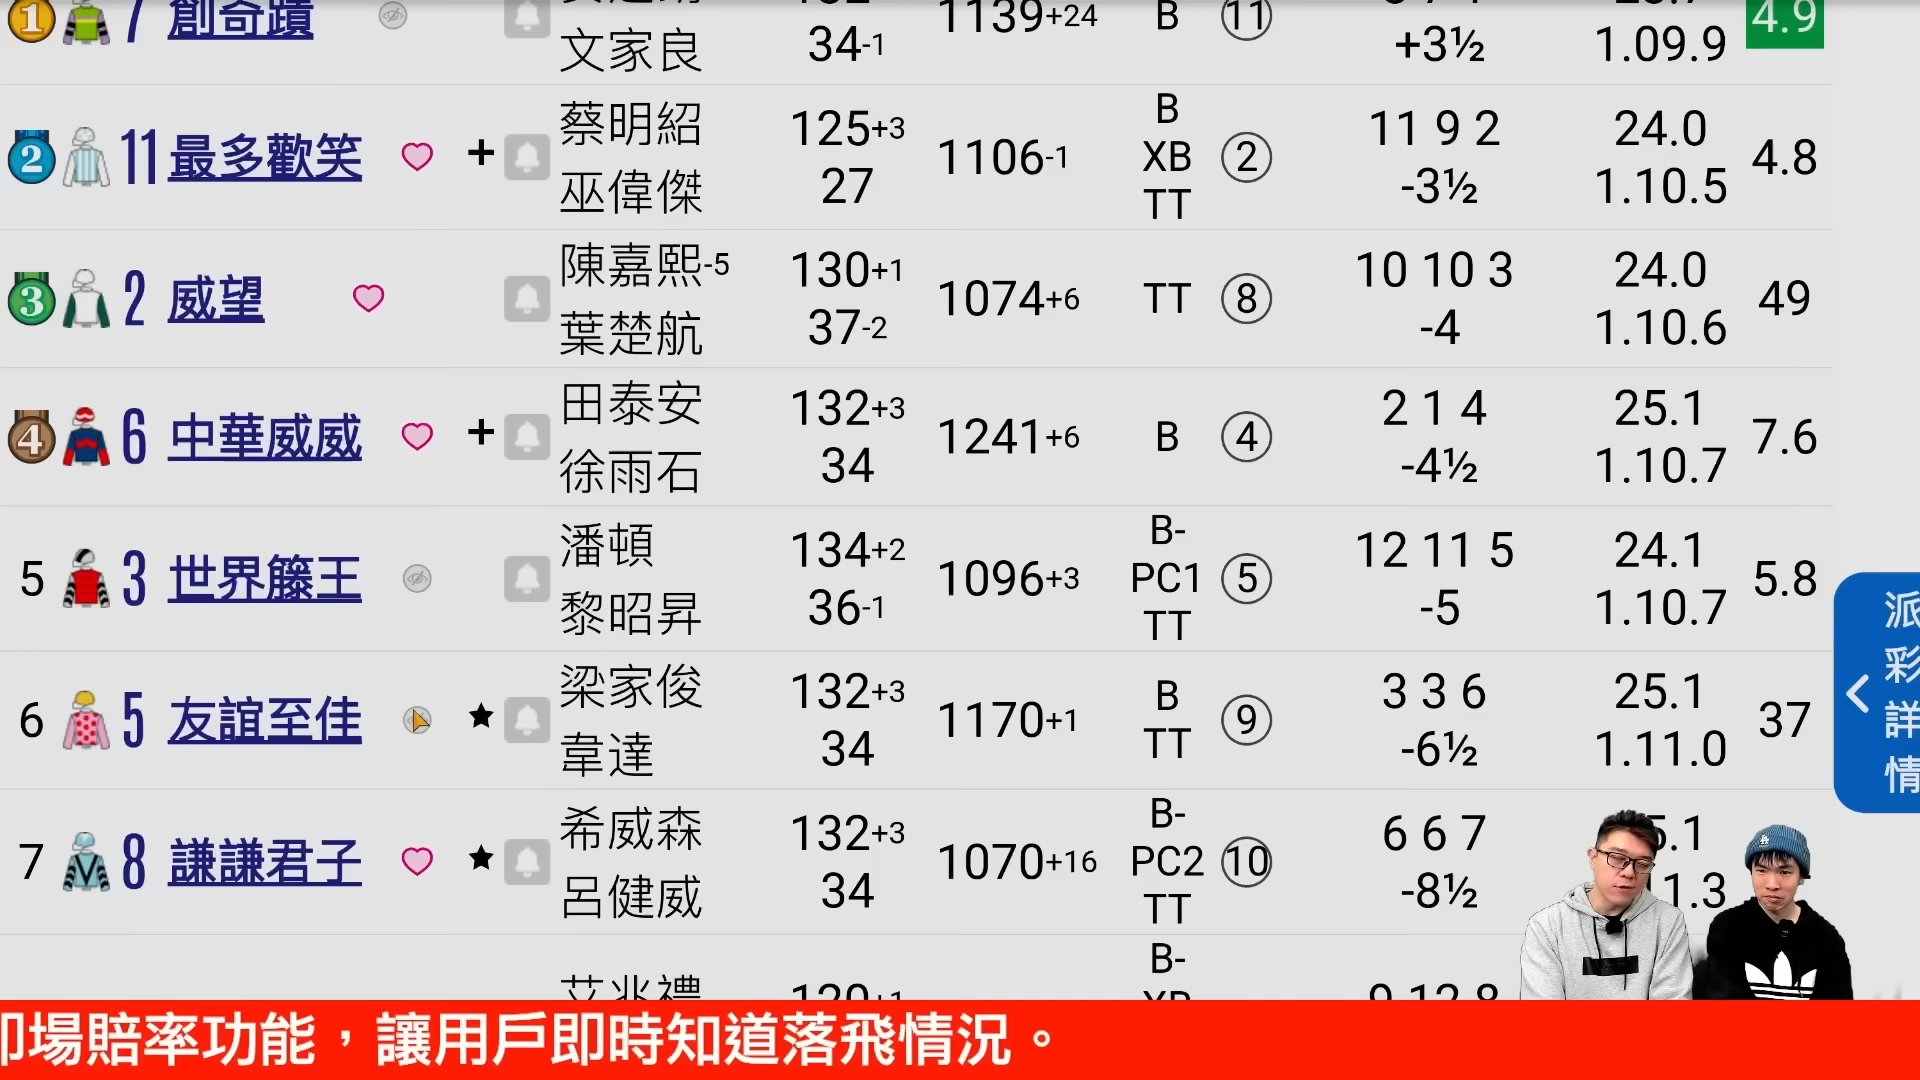 1 7 創奇蹟 1139+24 B 11 4.9
文家良 34-1 +3½ 1.09.9
2 11 最多歡笑 + 蔡明紹 125+3 1106-1 B XB TT 2 11 9 2 24.0 4.8
巫偉傑 27 -3½ 1.10.5
3 2 威望 陳嘉熙-5 130+1 1074+6 TT 8 10 10 3 24.0 49
葉楚航 37-2 -4 1.10.6
4 6 中華威威 + 田泰安 132+3 1241+6 B 4 2 1 4 25.1 7.6
徐雨石 34 -4½ 1.10.7
5 3 世界籐王 潘頓 134+2 1096+3 B- PC1 TT 5 12 11 5 24.1 5.8
黎昭昇 36-1 -5 1.10.7
6 5 友誼至佳 ★ 梁家俊 132+3 1170+1 B TT 9 3 3 6 25.1 37
韋達 34 -6½ 1.11.0
7 8 謙謙君子 ★ 希威森 132+3 1070+16 B- PC2 TT 10 6 6 7 5.1
呂健威 34 -8½ 1.3
B-
派彩詳情
場賠率功能，讓用戶即時知道落飛情況。